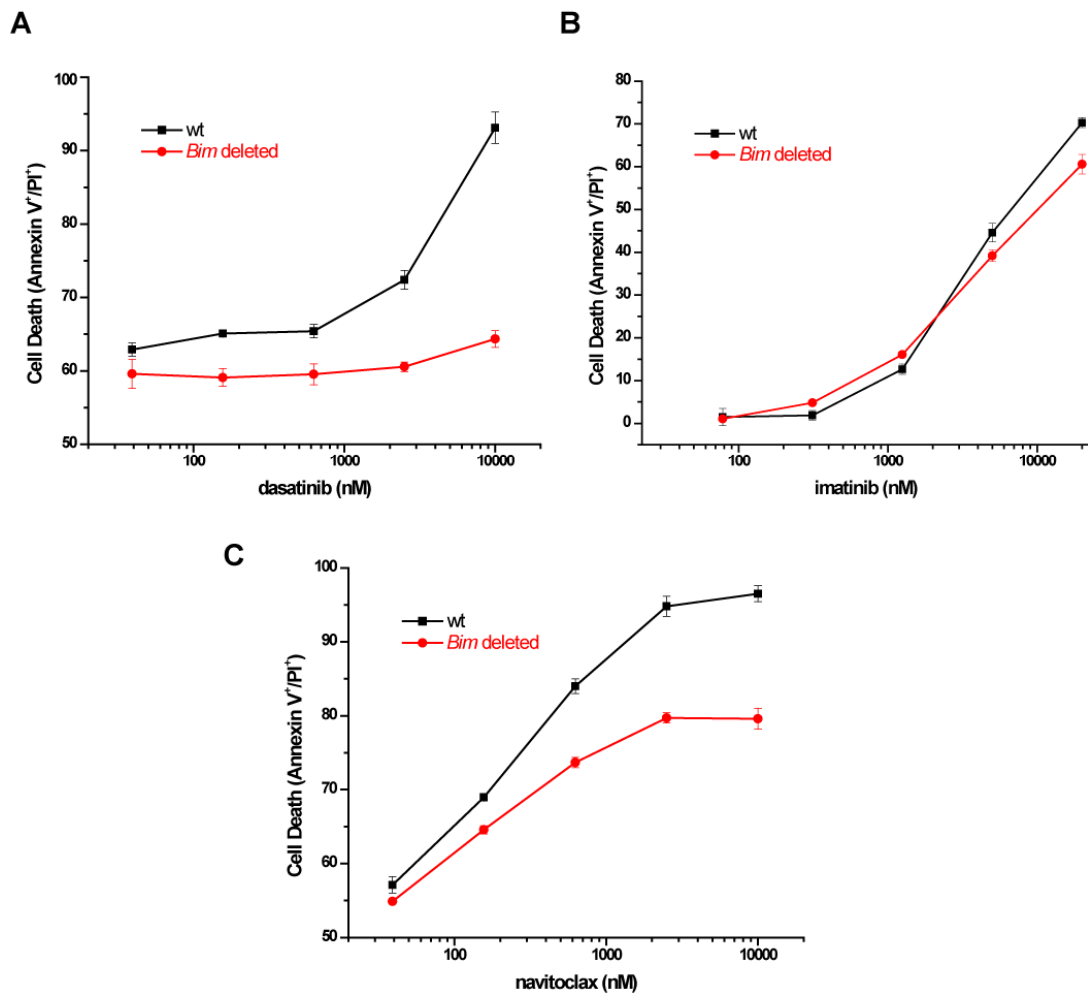 A
Cell Death (Annexin V⁺/PI⁺)
100
90
80
70
60
50
wt
Bim deleted
100
1000
10000
dasatinib (nM)
B
Cell Death (Annexin V⁺/PI⁺)
80
70
60
50
40
30
20
10
0
wt
Bim deleted
100
1000
10000
imatinib (nM)
C
Cell Death (Annexin V⁺/PI⁺)
100
90
80
70
60
50
wt
Bim deleted
100
1000
10000
navitoclax (nM)